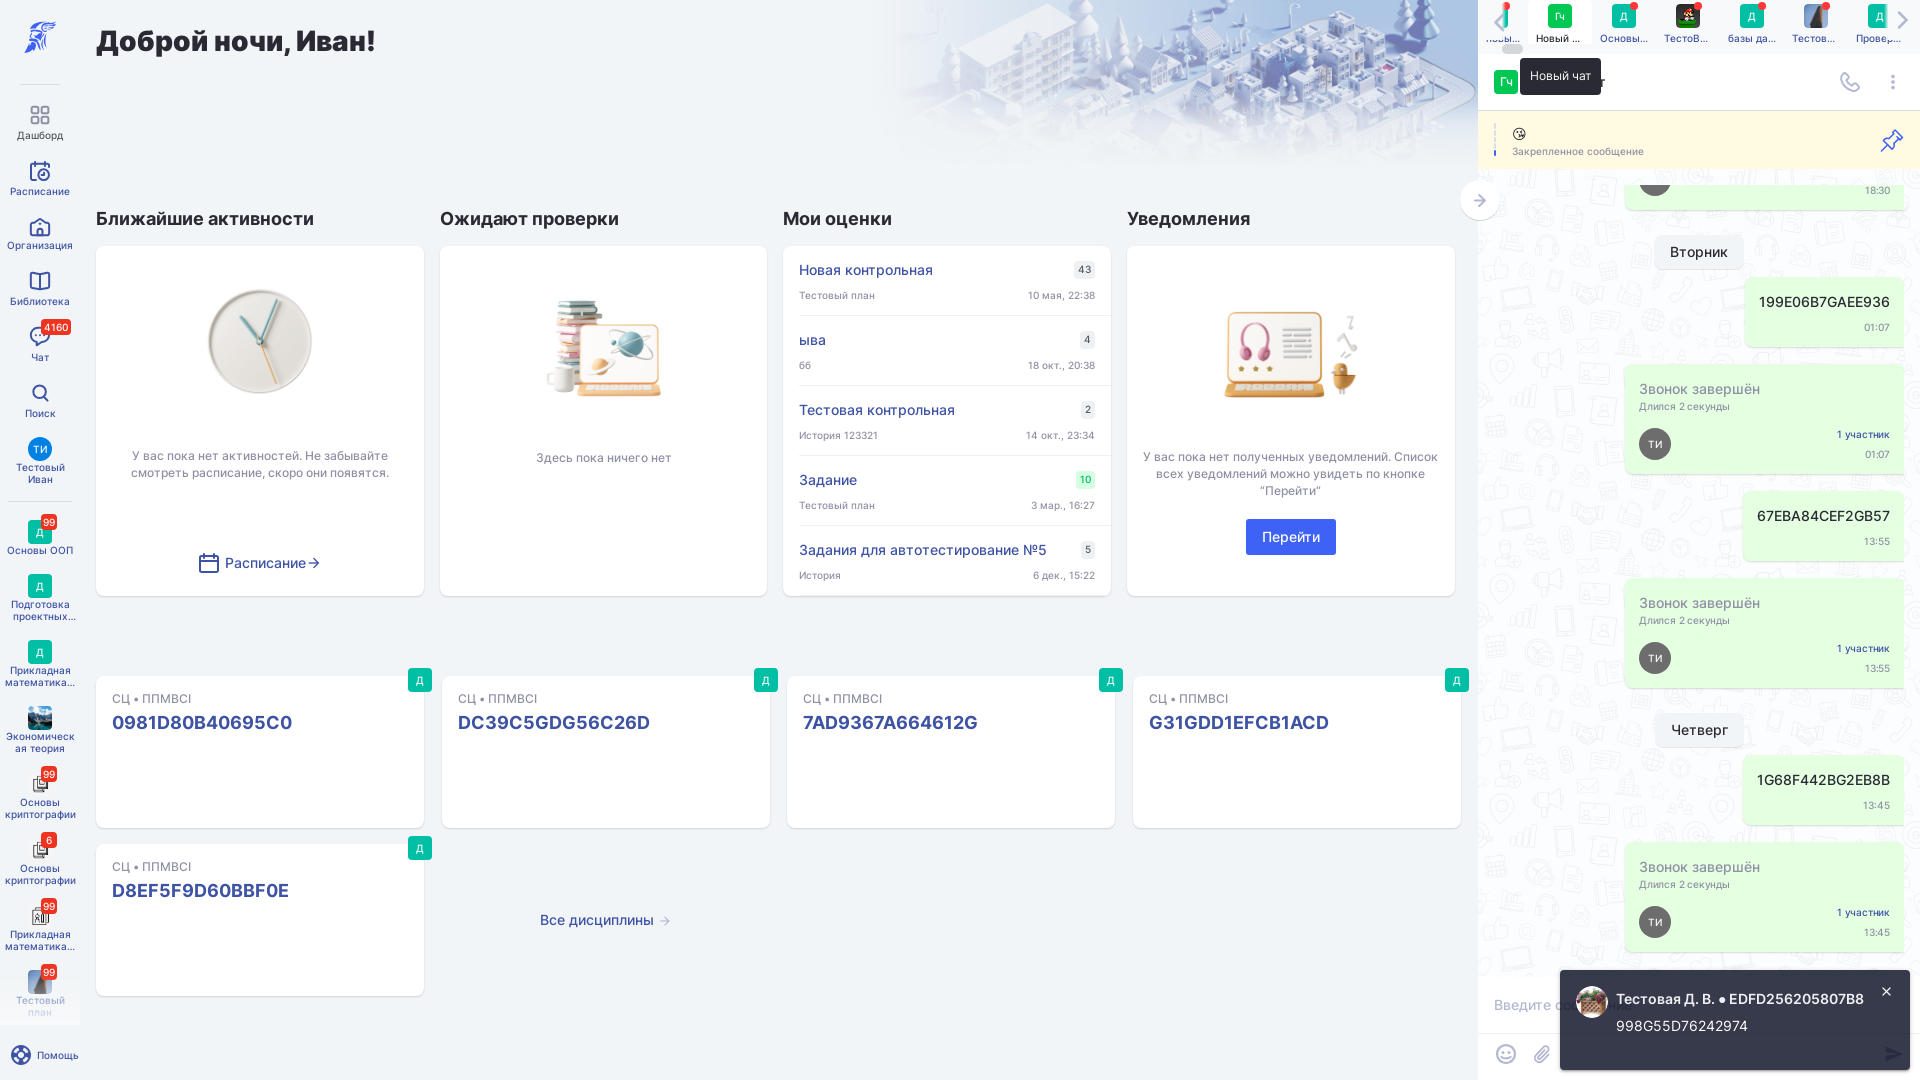 Доброй ночи, Иван!
Дашборд
Расписание
Организация
Библиотека
4160
Чат
Поиск
ТИ
Тестовый
Иван
99
Д
Основы ООП
Д
Подготовка
проектных...
Д
Прикладная
математика...
Экономическ
ая теория
99
Основы
криптографии
6
Основы
криптографии
99
Прикладная
математика...
99
Тестовый
план
Помощь
Ближайшие активности
У вас пока нет активностей. Не забывайте
смотреть расписание, скоро они появятся.
Расписание
Ожидают проверки
Здесь пока ничего нет
Мои оценки
Новая контрольная
43
Тестовый план
10 мая, 22:38
ыва
4
бб
18 окт., 20:38
Тестовая контрольная
2
История 123321
14 окт., 23:34
Задание
10
Тестовый план
3 мар., 16:27
Задания для автотестирование №5
5
История
6 дек., 15:22
Уведомления
У вас пока нет полученных уведомлений. Список
всех уведомлений можно увидеть по кнопке
“Перейти”
Перейти
Д
СЦ • ППМВСІ
0981D80B40695C0
Д
СЦ • ППМВСІ
DC39C5GDG56C26D
Д
СЦ • ППМВСІ
7AD9367A664612G
Д
СЦ • ППМВСІ
G31GDD1EFCB1ACD
Д
СЦ • ППМВСІ
D8EF5F9D60BBF0E
Все дисциплины
Гч
Новый ...
Д
Основы...
ТестоВ...
Д
базы да...
Тестов...
Д
Провер...
Гч
Новый чат
😘
Закрепленное сообщение
18:30
Вторник
199E06B7GAEE936
01:07
Звонок завершён
Длился 2 секунды
ТИ
1 участник
01:07
67EBA84CEF2GB57
13:55
Звонок завершён
Длился 2 секунды
ТИ
1 участник
13:55
Четверг
1G68F442BG2EB8B
13:45
Звонок завершён
Длился 2 секунды
ТИ
1 участник
13:45
Введите
Тестовая Д. В. ● EDFD256205807B8
998G55D76242974